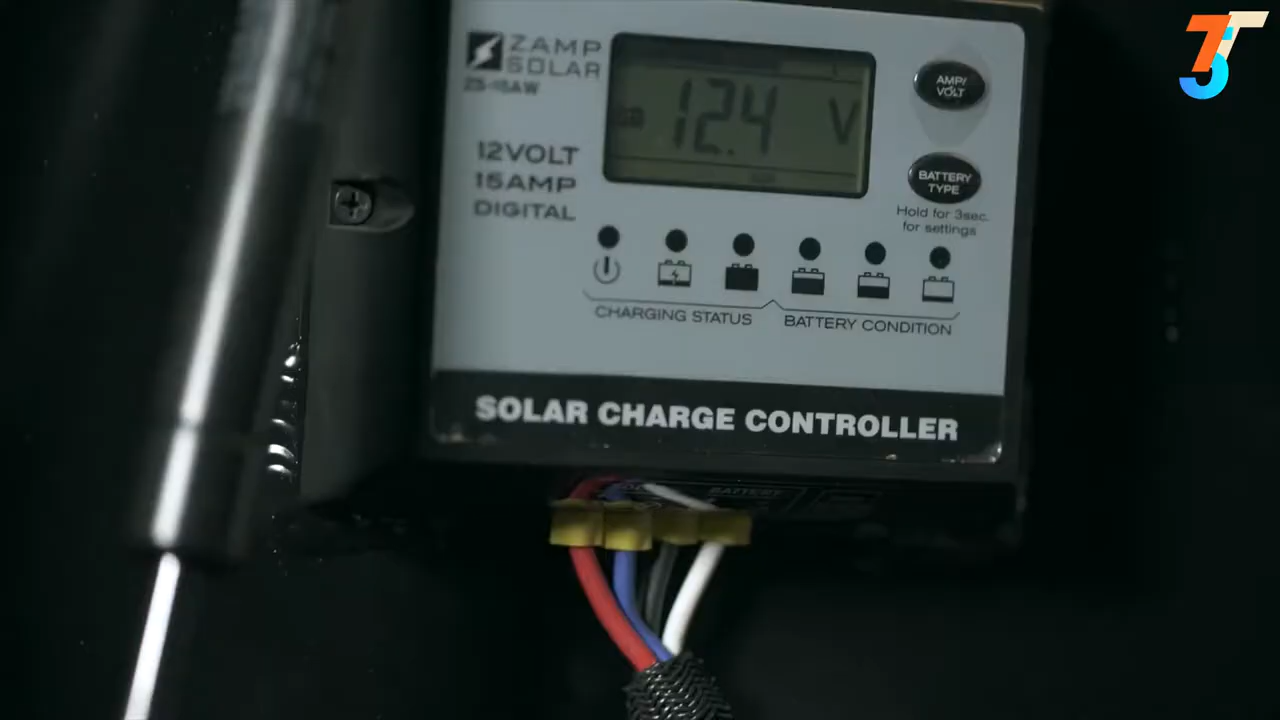 ZAMP
SOLAR
ZS-15AW
12VOLT
15AMP
DIGITAL
12.4 V
AMP/
VOLT
BATTERY
TYPE
Hold for 3sec.
for settings
CHARGING STATUS
BATTERY CONDITION
SOLAR CHARGE CONTROLLER
BATTERY